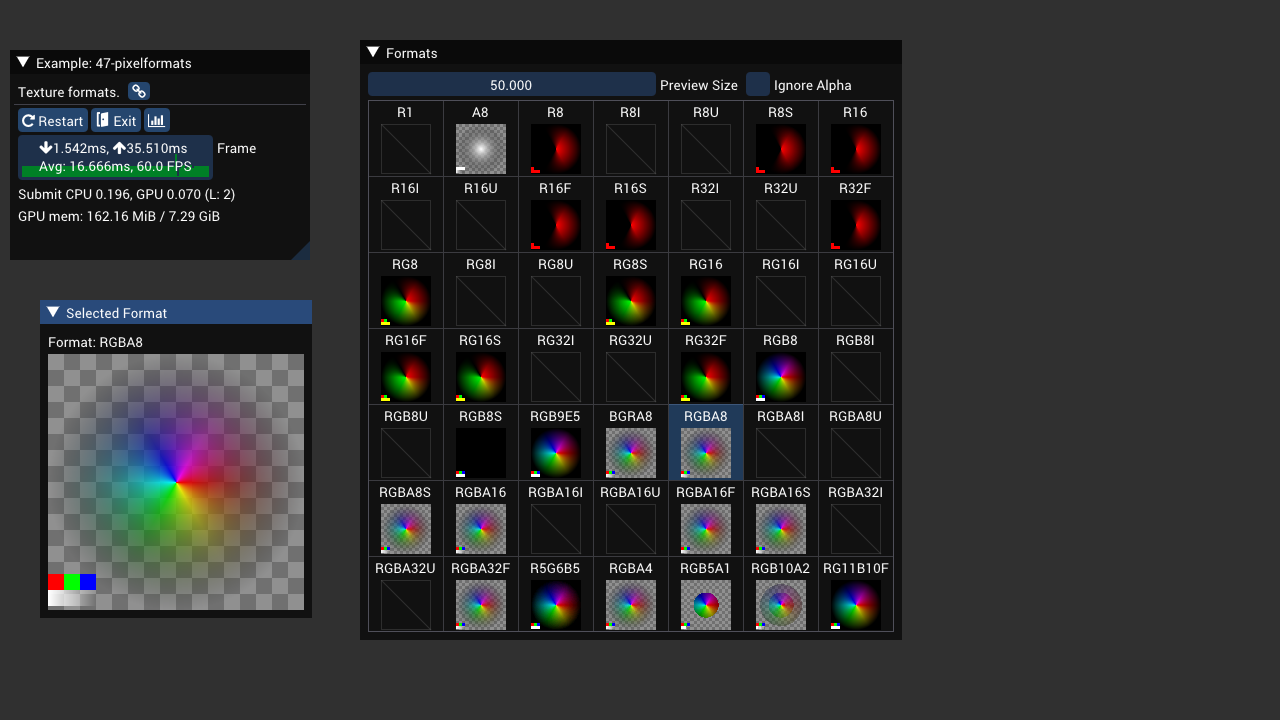 Example: 47-pixelformats
Texture formats.
Restart Exit
1.542ms, 35.510ms
Avg: 16.666ms, 60.0 FPS
Frame
Submit CPU 0.196, GPU 0.070 (L: 2)
GPU mem: 162.16 MiB / 7.29 GiB
Selected Format
Format: RGBA8
Formats
50.000 Preview Size Ignore Alpha
R1 A8 R8 R8I R8U R8S R16
R16I R16U R16F R16S R32I R32U R32F
RG8 RG8I RG8U RG8S RG16 RG16I RG16U
RG16F RG16S RG32I RG32U RG32F RGB8 RGB8I
RGB8U RGB8S RGB9E5 BGRA8 RGBA8 RGBA8I RGBA8U
RGBA8S RGBA16 RGBA16I RGBA16U RGBA16F RGBA16S RGBA32I
RGBA32U RGBA32F R5G6B5 RGBA4 RGB5A1 RGB10A2 RG11B10F